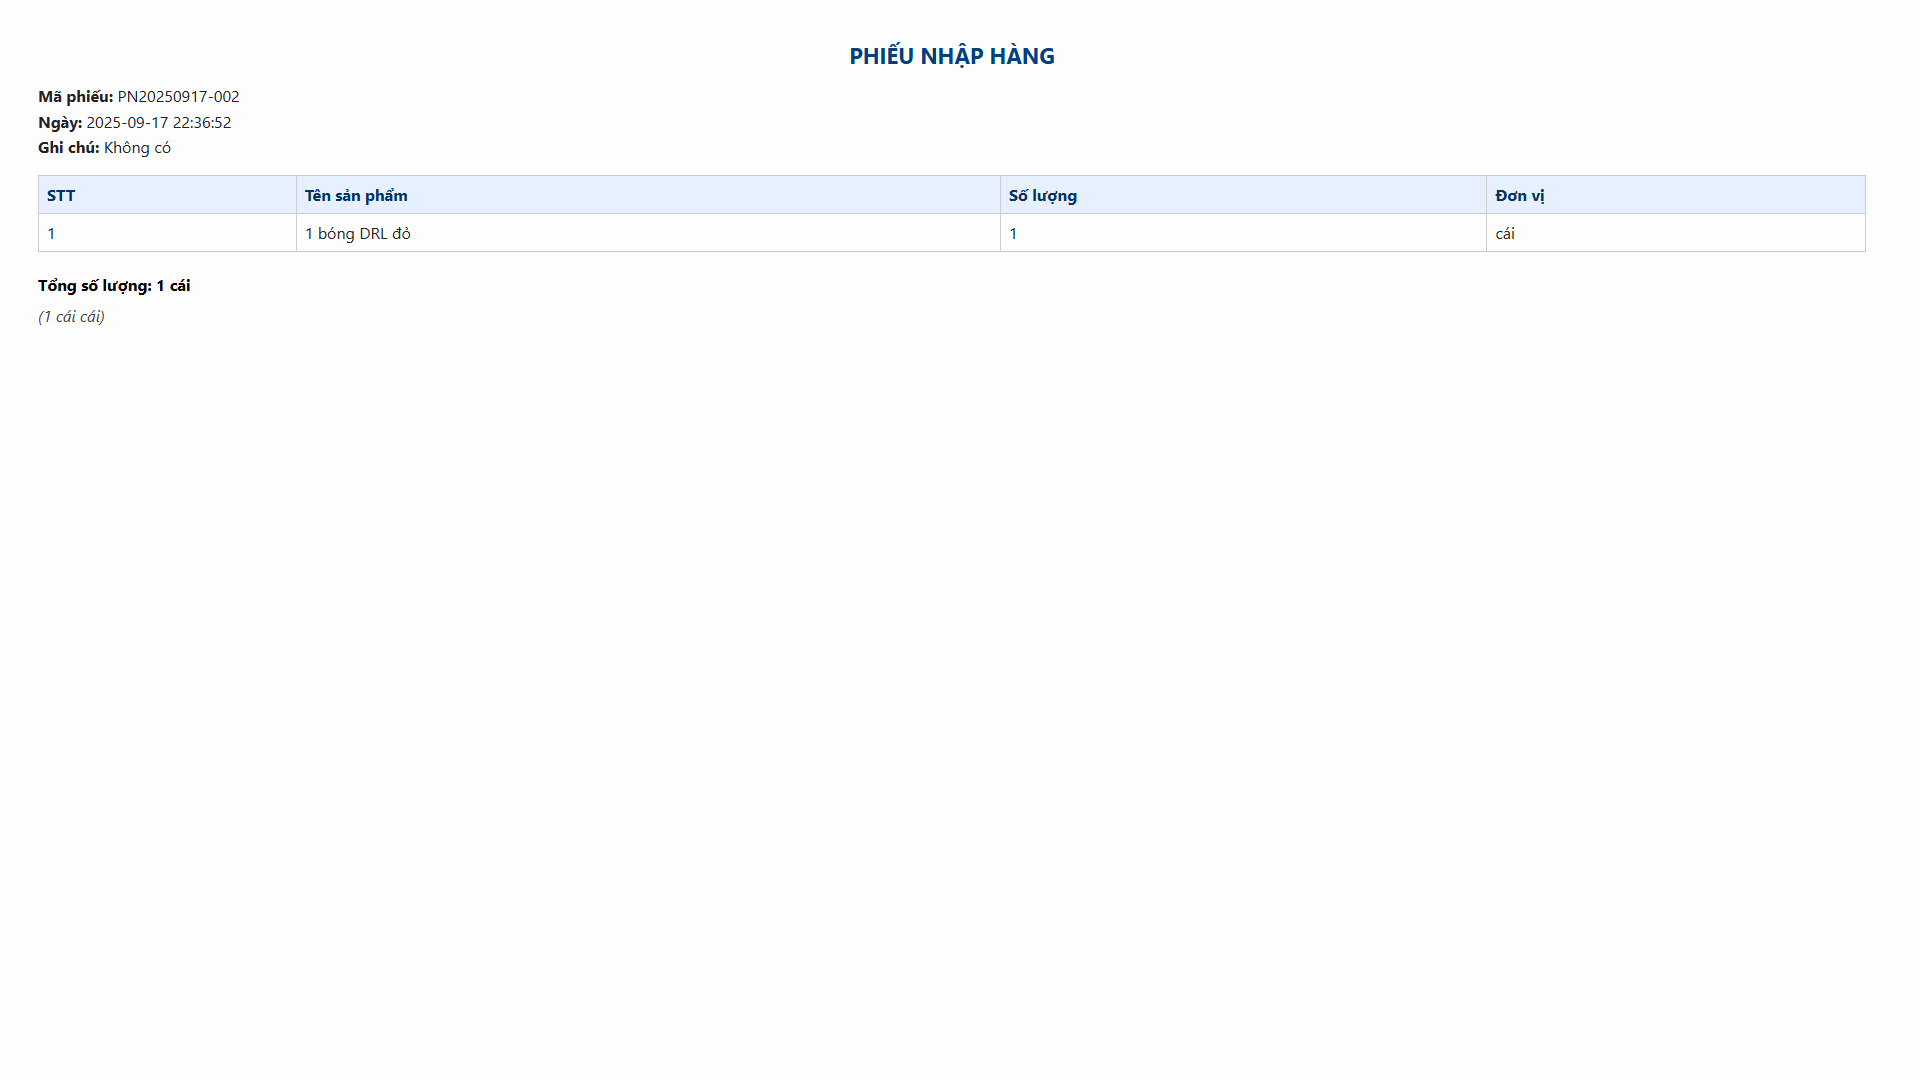 PHIẾU NHẬP HÀNG
Mã phiếu: PN20250917-002
Ngày: 2025-09-17 22:36:52
Ghi chú: Không có
STT Tên sản phẩm Số lượng Đơn vị
1 1 bóng DRL đỏ 1 cái
Tổng số lượng: 1 cái
(1 cái cái)